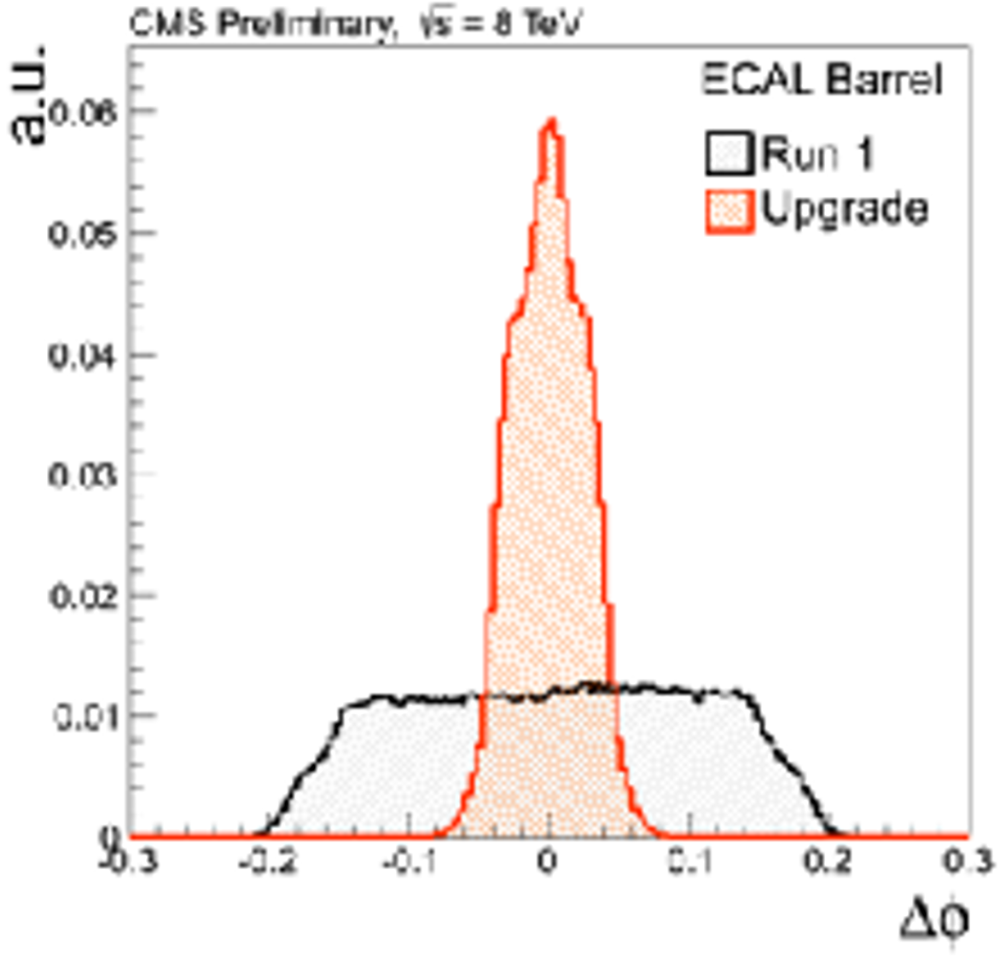 CMS Preliminary, √s = 8 TeV
a.u.
ECAL Barrel
Run 1
Upgrade
0.06
0.05
0.04
0.03
0.02
0.01
0
-0.3 -0.2 -0.1 0 0.1 0.2 0.3
Δϕ